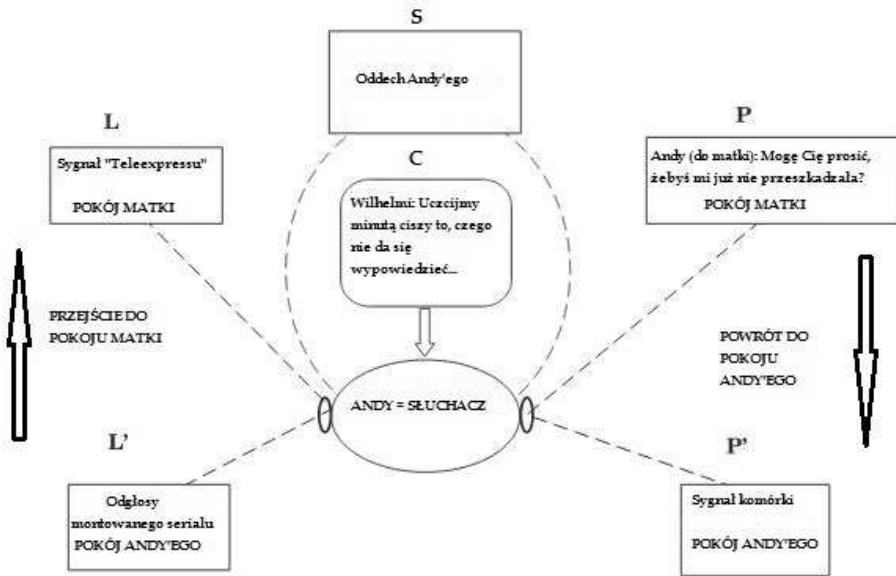 S
Oddech Andy'ego
L
Sygnał "Teleexpressu"
POKÓJ MATKI
C
Wilhelmi: Uczcijmy
minutą ciszy to, czego
nie da się
wypowiedzieć...
P
Andy (do matki): Mogę Cię prosić,
żebyś mi już nie przeszkadzała?
POKÓJ MATKI
PRZEJŚCIE DO
POKOJU MATKI
POWRÓT DO
POKOJU
ANDY'EGO
ANDY = SŁUCHACZ
L'
Odgłosy
montowanego serialu
POKÓJ ANDY'EGO
P'
Sygnał komórki
POKÓJ ANDY'EGO